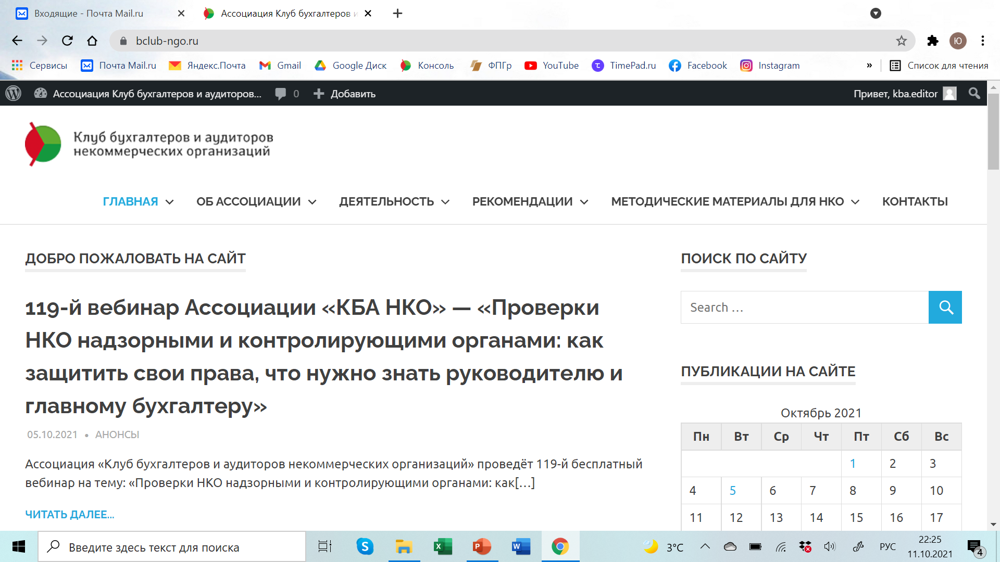 Входящие - Почта Mail.ru
Ассоциация Клуб бухгалтеров и
bclub-ngo.ru
Ю
Сервисы
Почта Mail.ru
Яндекс.Почта
Gmail
Google Диск
Консоль
ФПГр
YouTube
TimePad.ru
Facebook
Instagram
»
Список для чтения
Ассоциация Клуб бухгалтеров и аудиторов...
0
Добавить
Привет, kba.editor
Клуб бухгалтеров и аудиторов
некоммерческих организаций
ГЛАВНАЯ
ОБ АССОЦИАЦИИ
ДЕЯТЕЛЬНОСТЬ
РЕКОМЕНДАЦИИ
МЕТОДИЧЕСКИЕ МАТЕРИАЛЫ ДЛЯ НКО
КОНТАКТЫ
ДОБРО ПОЖАЛОВАТЬ НА САЙТ
119-й вебинар Ассоциации «КБА НКО» — «Проверки
НКО надзорными и контролирующими органами: как
защитить свои права, что нужно знать руководителю и
главному бухгалтеру»
05.10.2021 • АНОНСЫ
Ассоциация «Клуб бухгалтеров и аудиторов некоммерческих организаций» проведёт 119-й бесплатный
вебинар на тему: «Проверки НКО надзорными и контролирующими органами: как[…]
ЧИТАТЬ ДАЛЕЕ...
ПОИСК ПО САЙТУ
Search …
ПУБЛИКАЦИИ НА САЙТЕ
Октябрь 2021
Пн Вт Ср Чт Пт Сб Вс
1 2 3
4 5 6 7 8 9 10
11 12 13 14 15 16 17
Введите здесь текст для поиска
3°C
РУС
22:25
11.10.2021
4